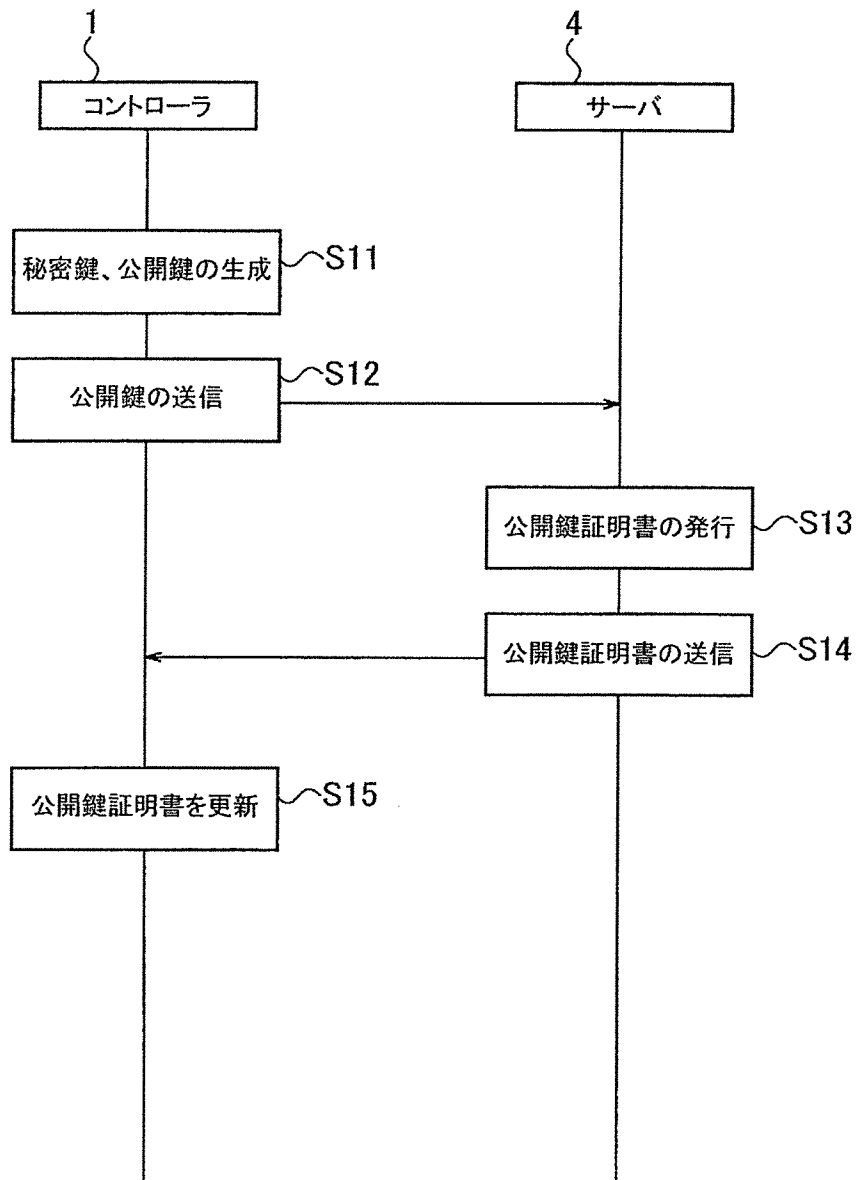 1
4
コントローラ
サーバ
秘密鍵、公開鍵の生成
S11
公開鍵の送信
S12
公開鍵証明書の発行
S13
公開鍵証明書の送信
S14
公開鍵証明書を更新
S15